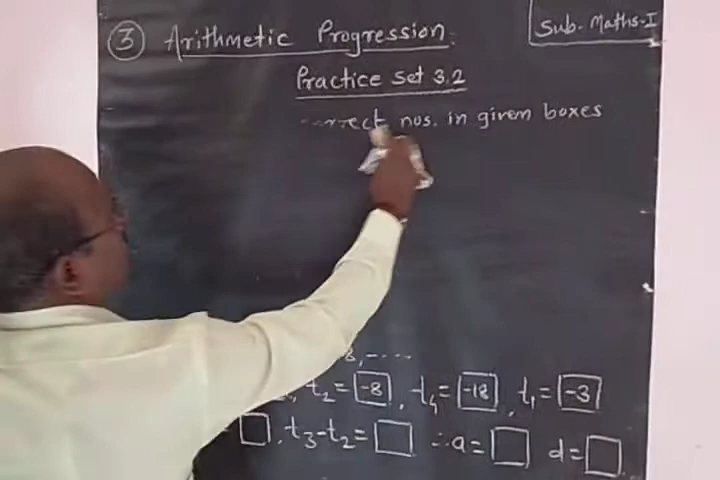 ③ Arithmetic Progression: Sub. Maths-I
Practice Set 3.2
nos. in given boxes
8, -....
t₂ = -8, t₄ = -18, t₁ = -3
, t₃-t₂ = ∴ a = d =